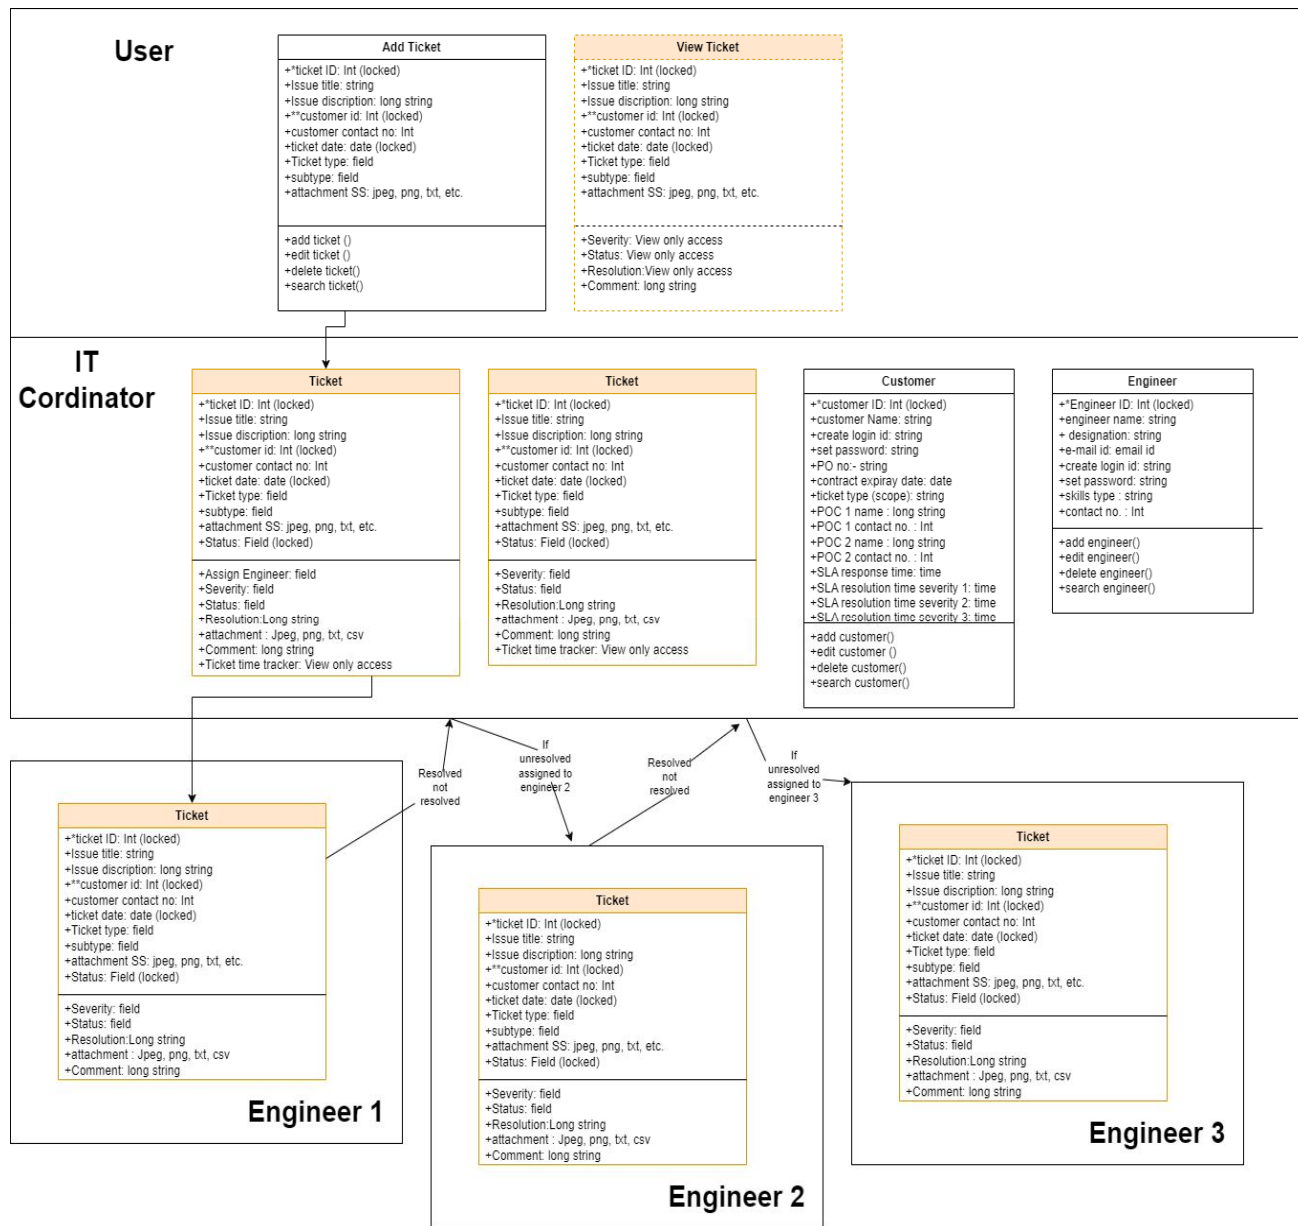 User
Add Ticket
+*ticket ID: Int (locked)
+Issue title: string
+Issue discription: long string
+**customer id: Int (locked)
+customer contact no: Int
+ticket date: date (locked)
+Ticket type: field
+subtype: field
+attachment SS: jpeg, png, txt, etc.
+add ticket ()
+edit ticket ()
+delete ticket()
+search ticket()
View Ticket
+*ticket ID: Int (locked)
+Issue title: string
+Issue discription: long string
+**customer id: Int (locked)
+customer contact no: Int
+ticket date: date (locked)
+Ticket type: field
+subtype: field
+attachment SS: jpeg, png, txt, etc.
+Severity: View only access
+Status: View only access
+Resolution:View only access
+Comment: long string
IT
Cordinator
Ticket
+*ticket ID: Int (locked)
+Issue title: string
+Issue discription: long string
+**customer id: Int (locked)
+customer contact no: Int
+ticket date: date (locked)
+Ticket type: field
+subtype: field
+attachment SS: jpeg, png, txt, etc.
+Status: Field (locked)
+Assign Engineer: field
+Severity: field
+Status: field
+Resolution:Long string
+attachment : Jpeg, png, txt, csv
+Comment: long string
+Ticket time tracker: View only access
Ticket
+*ticket ID: Int (locked)
+Issue title: string
+Issue discription: long string
+**customer id: Int (locked)
+customer contact no: Int
+ticket date: date (locked)
+Ticket type: field
+subtype: field
+attachment SS: jpeg, png, txt, etc.
+Status: Field (locked)
+Severity: field
+Status: field
+Resolution:Long string
+attachment : Jpeg, png, txt, csv
+Comment: long string
+Ticket time tracker: View only access
Customer
+*customer ID: Int (locked)
+customer Name: string
+create login id: string
+set password: string
+PO no:- string
+contract expiray date: date
+ticket type (scope): string
+POC 1 name : long string
+POC 1 contact no. : Int
+POC 2 name : long string
+POC 2 contact no. : Int
+SLA response time: time
+SLA resolution time severity 1: time
+SLA resolution time severity 2: time
+SLA resolution time severity 3: time
+add customer()
+edit customer ()
+delete customer()
+search customer()
Engineer
+*Engineer ID: Int (locked)
+engineer name: string
+ designation: string
+e-mail id: email id
+create login id: string
+set password: string
+skills type : string
+contact no. : Int
+add engineer()
+edit engineer()
+delete engineer()
+search engineer()
Resolved
not
resolved
If
unresolved
assigned to
engineer 2
Resolved
not
resolved
If
unresolved
assigned to
engineer 3
Ticket
+*ticket ID: Int (locked)
+Issue title: string
+Issue discription: long string
+**customer id: Int (locked)
+customer contact no: Int
+ticket date: date (locked)
+Ticket type: field
+subtype: field
+attachment SS: jpeg, png, txt, etc.
+Status: Field (locked)
+Severity: field
+Status: field
+Resolution:Long string
+attachment : Jpeg, png, txt, csv
+Comment: long string
Engineer 1
Ticket
+*ticket ID: Int (locked)
+Issue title: string
+Issue discription: long string
+**customer id: Int (locked)
+customer contact no: Int
+ticket date: date (locked)
+Ticket type: field
+subtype: field
+attachment SS: jpeg, png, txt, etc.
+Status: Field (locked)
+Severity: field
+Status: field
+Resolution:Long string
+attachment : Jpeg, png, txt, csv
+Comment: long string
Engineer 2
Ticket
+*ticket ID: Int (locked)
+Issue title: string
+Issue discription: long string
+**customer id: Int (locked)
+customer contact no: Int
+ticket date: date (locked)
+Ticket type: field
+subtype: field
+attachment SS: jpeg, png, txt, etc.
+Status: Field (locked)
+Severity: field
+Status: field
+Resolution:Long string
+attachment : Jpeg, png, txt, csv
+Comment: long string
Engineer 3